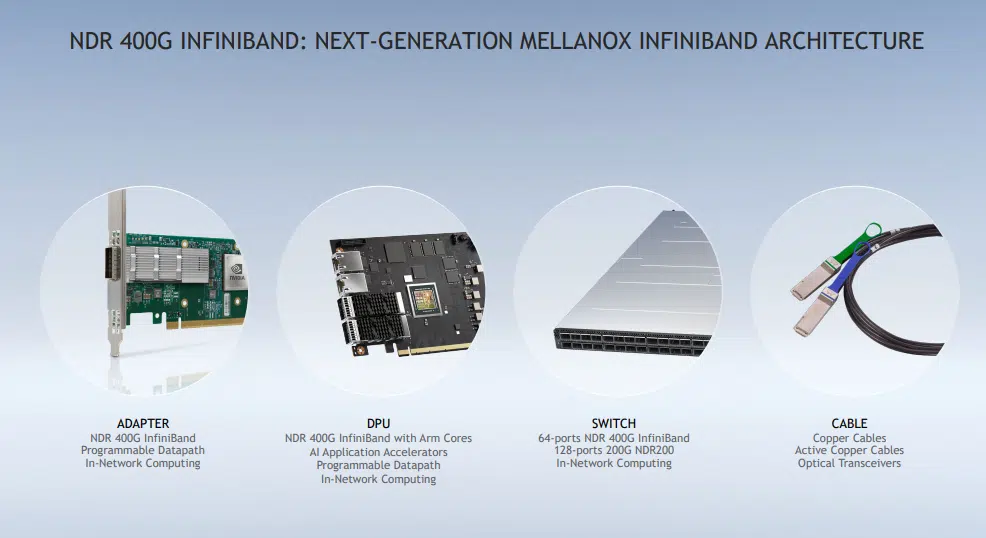 NDR 400G INFINIBAND: NEXT-GENERATION MELLANOX INFINIBAND ARCHITECTURE
NVIDIA
ADAPTER
NDR 400G InfiniBand
Programmable Datapath
In-Network Computing
DPU
NDR 400G InfiniBand with Arm Cores
AI Application Accelerators
Programmable Datapath
In-Network Computing
SWITCH
64-ports NDR 400G InfiniBand
128-ports 200G NDR200
In-Network Computing
CABLE
Copper Cables
Active Copper Cables
Optical Transceivers